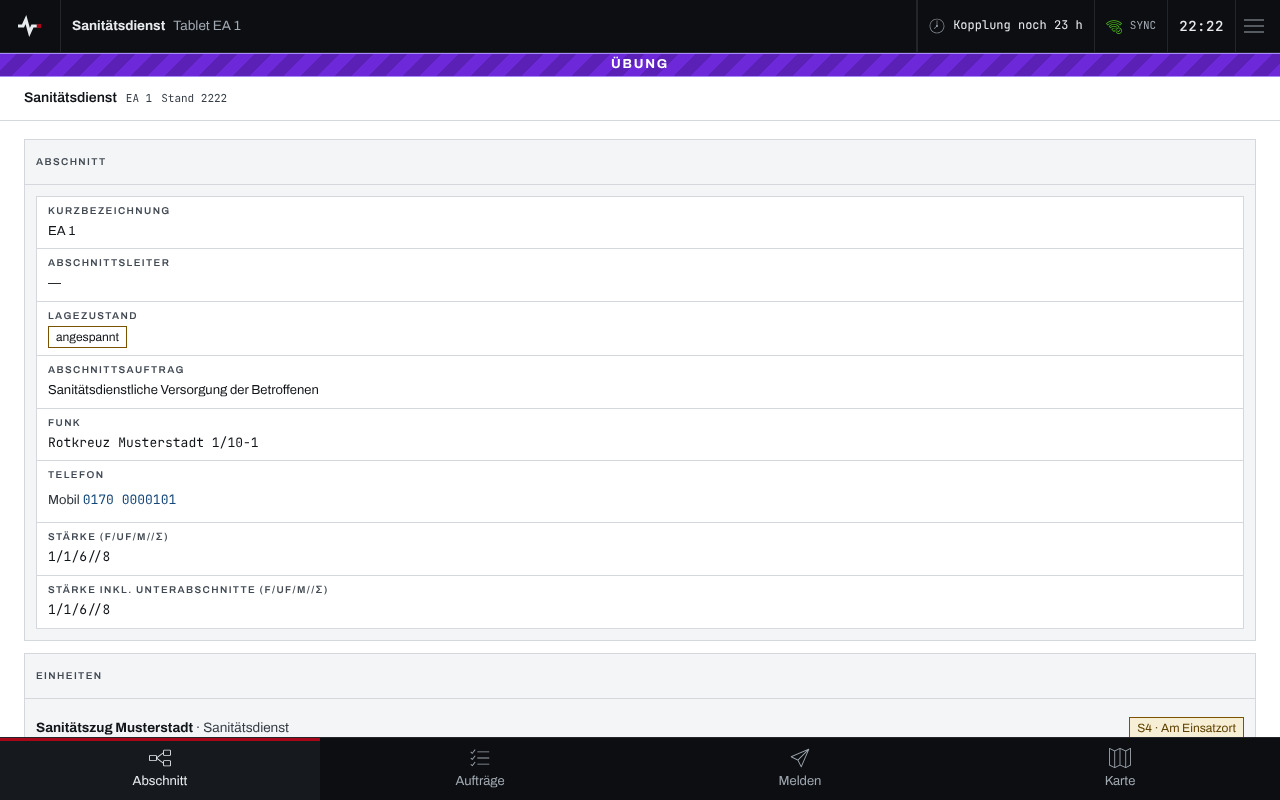 Sanitätsdienst Tablet EA 1
Kopplung noch 23 h
SYNC
22:22
ÜBUNG
Sanitätsdienst EA 1 Stand 2222
ABSCHNITT
KURZBEZEICHNUNG
EA 1
ABSCHNITTSLEITER
—
LAGEZUSTAND
angespannt
ABSCHNITTSAUFTRAG
Sanitätsdienstliche Versorgung der Betroffenen
FUNK
Rotkreuz Musterstadt 1/10-1
TELEFON
Mobil 0170 0000101
STÄRKE (F/UF/M//Σ)
1/1/6//8
STÄRKE INKL. UNTERABSCHNITTE (F/UF/M//Σ)
1/1/6//8
EINHEITEN
Sanitätszug Musterstadt · Sanitätsdienst
S4 · Am Einsatzort
Abschnitt
Aufträge
Melden
Karte